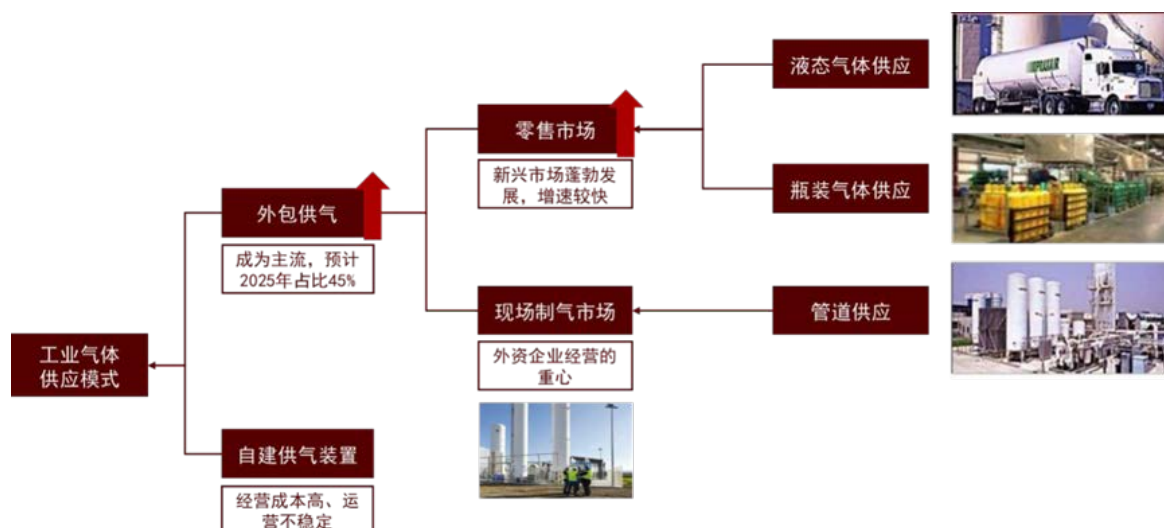 液态气体供应
零售市场
新兴市场蓬勃发
展，增速较快
瓶装气体供应
外包供气
成为主流，预计
2025年占比45%
现场制气市场
管道供应
外资企业经营的
重心
工业气体
供应模式
自建供气装置
经营成本高、运
营不稳定